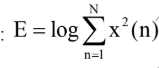 : E = log ∑_{n=1}^{N} x²(n)